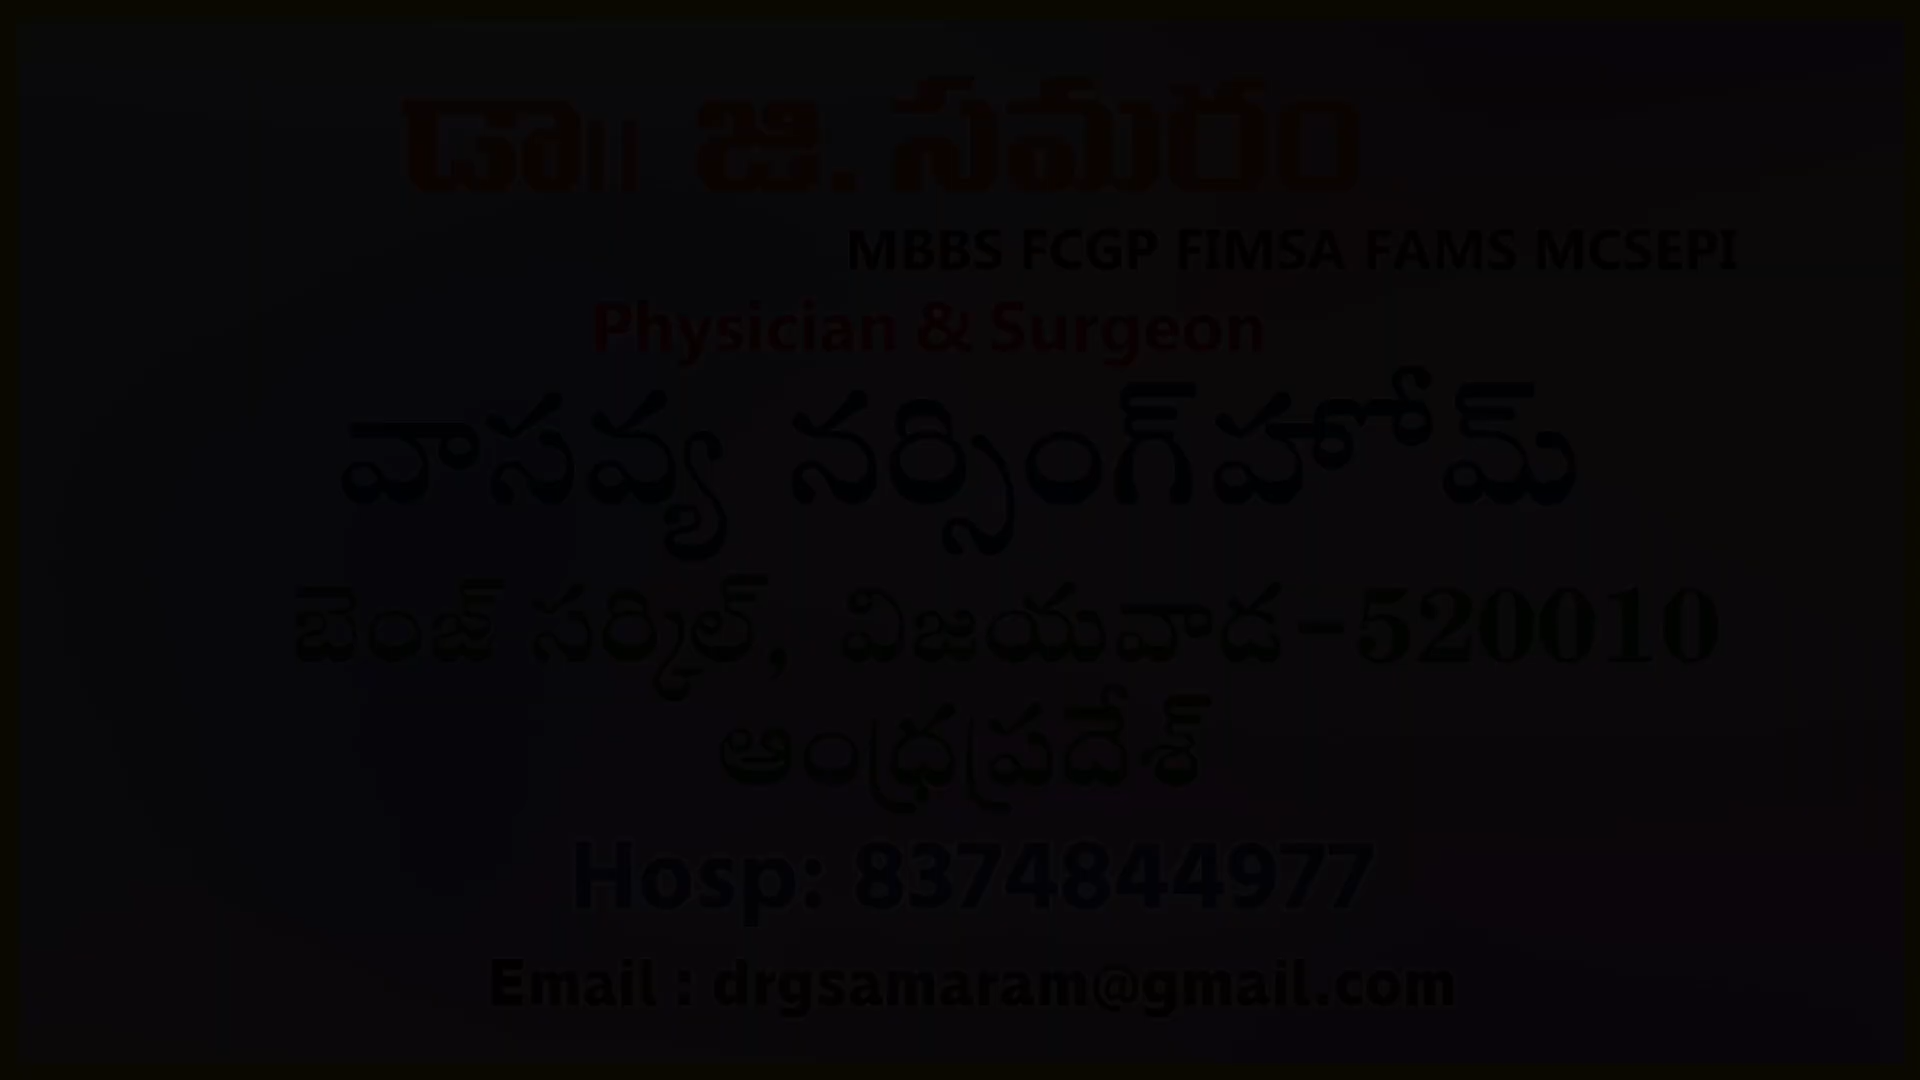 డా॥ జి. సమరం
MBBS FCGP FIMSA FAMS MCSEPI
Physician & Surgeon
వాసవ్య నర్సింగ్‌హోమ్
బెంజ్ సర్కిల్, విజయవాడ-520010
ఆంధ్రప్రదేశ్
Hosp: 8374844977
Email : drgsamaram@gmail.com